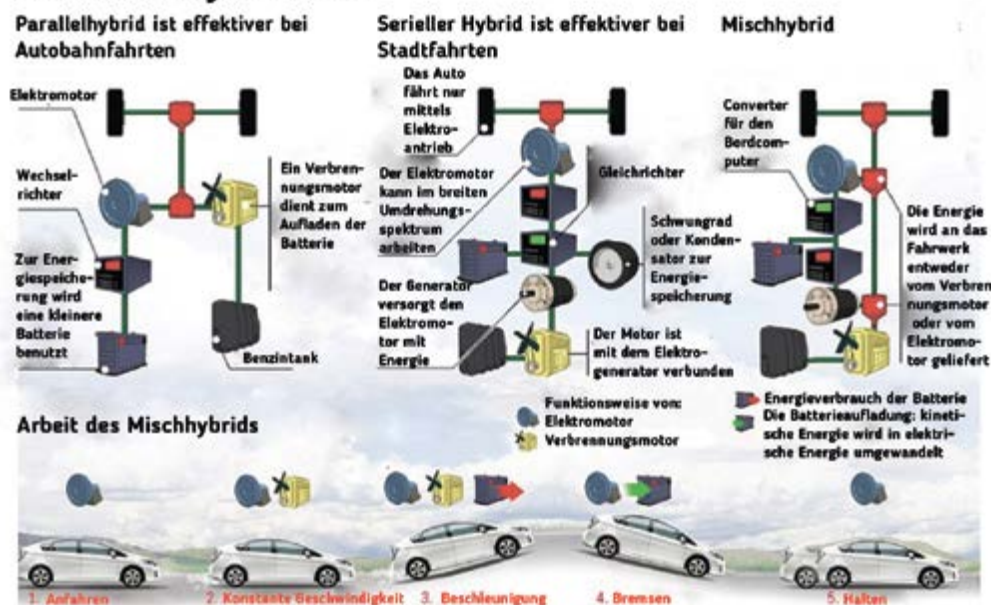 Parallelhybrid ist effektiver bei
Autobahnfahrten
Elektromotor
Wechsel-
richter
Zur Ener-
giespeiche-
rung wird
eine kleinere
Batterie
benutzt
Ein Verbren-
nungsmotor
dient zum
Aufladen der
Batterie
Benzintank
Serieller Hybrid ist effektiver bei
Stadtfahrten
Das Auto
fährt nur
mittels
Elektro-
antrieb
Der Elektromotor
kann im breiten
Umdrehungs-
spektrum
arbeiten
Der Generator
versorgt den
Elektromo-
tor mit
Energie
Gleichrichter
Schwungrad
oder Konden-
sator zur
Energie-
speicherung
Der Motor ist
mit dem Elektro-
generator verbunden
Mischhybrid
Converter
für den
Bordcom-
puter
Die Energie
wird an das
Fahrwerk
entweder
vom Verbren
nungsmotor
oder vom
Elektromo-
tor geliefert
Arbeit des Mischhybrids
Funktionsweise von:
Elektromotor
Verbrennungsmotor
Energieverbrauch der Batterie
Die Batterieaufladung: kineti-
sche Energie wird in elektri-
sche Energie umgewandelt
1. Anfahren
2. Konstante Geschwindigkeit
3. Beschleunigung
4. Bremsen
5. Halten